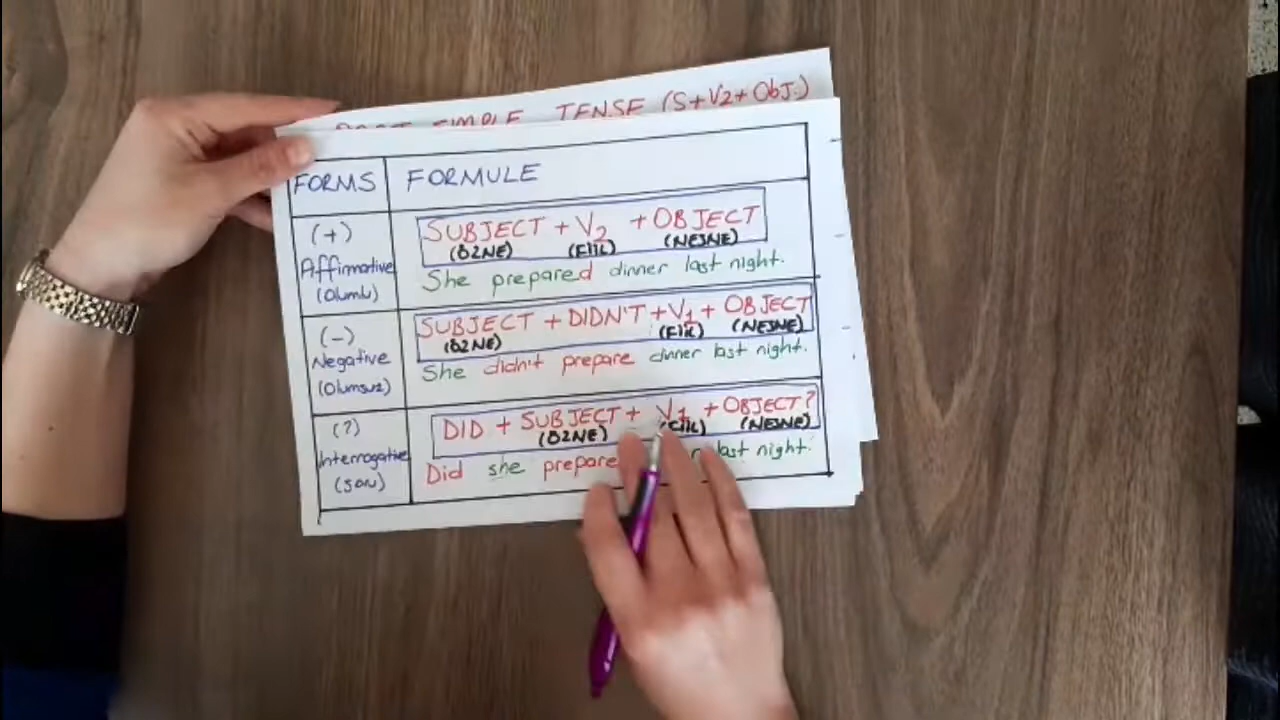 SIMPLE TENSE (S+V2+ObJ.)
FORMS FORMULE
(+)
Affirmative
(Olumlu)
SUBJECT + V2 + OBJECT
(ÖZNE) (FİİL) (NESNE)
She prepared dinner last night.
(-)
Negative
(Olumsuz)
SUBJECT + DIDN'T + V1 + OBJECT
(ÖZNE) (FİİL) (NESNE)
She didn't prepare dinner last night.
(?)
Interrogative
(SORU)
DID + SUBJECT + V1 + OBJECT?
(ÖZNE) (FİİL) (NESNE)
Did she prepare last night.